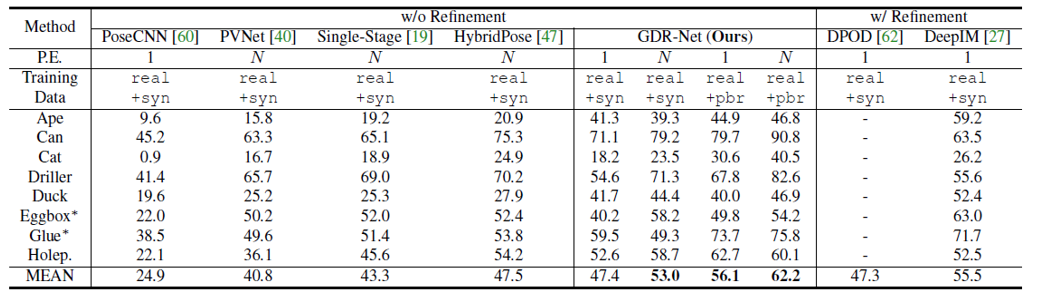 Method w/o Refinement w/ Refinement
PoseCNN [60] PVNet [40] Single-Stage [19] HybridPose [47] GDR-Net (Ours) DPOD [62] DeepIM [27]
P.E. 1 N N N 1 N 1 N 1 1
Training real real real real real real real real real real
Data +syn +syn +syn +syn +syn +syn +pbr +pbr +syn +syn
Ape 9.6 15.8 19.2 20.9 41.3 39.3 44.9 46.8 - 59.2
Can 45.2 63.3 65.1 75.3 71.1 79.2 79.7 90.8 - 63.5
Cat 0.9 16.7 18.9 24.9 18.2 23.5 30.6 40.5 - 26.2
Driller 41.4 65.7 69.0 70.2 54.6 71.3 67.8 82.6 - 55.6
Duck 19.6 25.2 25.3 27.9 41.7 44.4 40.0 46.9 - 52.4
Eggbox* 22.0 50.2 52.0 52.4 40.2 58.2 49.8 54.2 - 63.0
Glue* 38.5 49.6 51.4 53.8 59.5 49.3 73.7 75.8 - 71.7
Holep. 22.1 36.1 45.6 54.2 52.6 58.7 62.7 60.1 - 52.5
MEAN 24.9 40.8 43.3 47.5 47.4 53.0 56.1 62.2 47.3 55.5